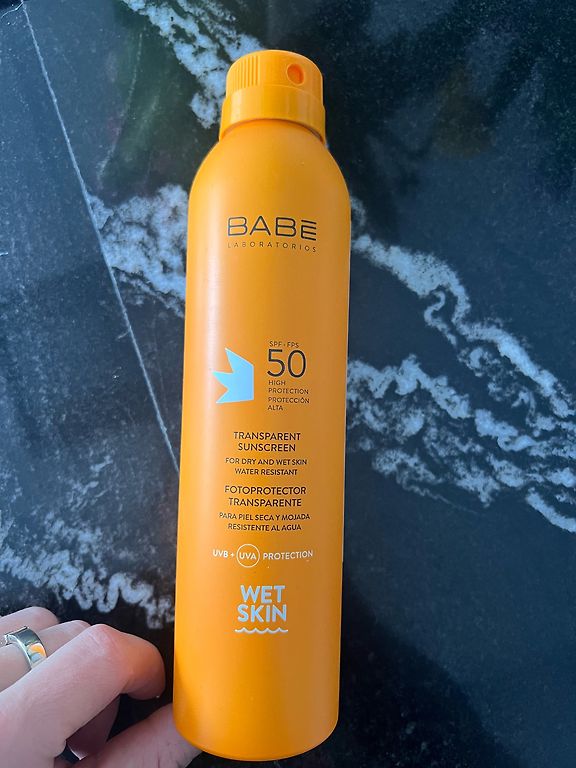 BABĒ
LABORATORIOS
SPF - FPS
50
HIGH
PROTECTION
PROTECCIÓN
ALTA
TRANSPARENT
SUNSCREEN
FOR DRY AND WET SKIN
WATER RESISTANT
FOTOPROTECTOR
TRANSPARENTE
PARA PIEL SECA Y MOJADA
RESISTENTE AL AGUA
UVB + UVA PROTECTION
WET
SKIN